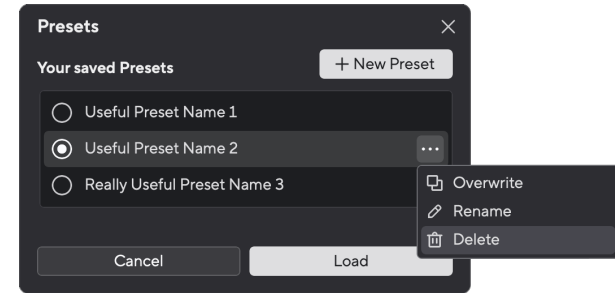 Presets
Your saved Presets
+ New Preset
Useful Preset Name 1
Useful Preset Name 2
Really Useful Preset Name 3
Overwrite
Rename
Delete
Cancel
Load